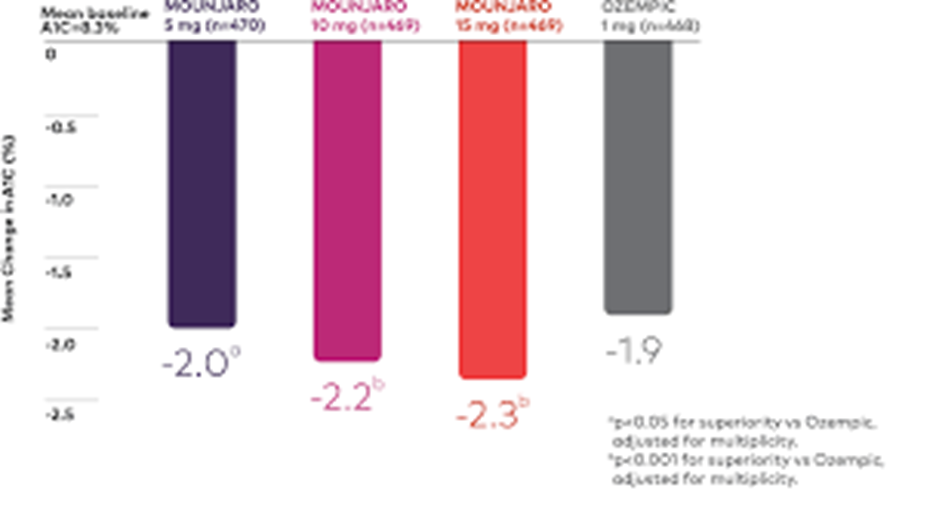 Mean baseline
A1C=8.3%
MOUNJARO
5 mg (n=470)
MOUNJARO
10 mg (n=469)
MOUNJARO
15 mg (n=469)
OZEMPIC
1 mg (n=468)
Mean Change in A1C (%)
0
-0.5
-1.0
-1.5
-2.0
-2.5
-2.0ᵃ
-2.2ᵇ
-2.3ᵇ
-1.9
ᵃp<0.05 for superiority vs Ozempic,
adjusted for multiplicity.
ᵇp<0.001 for superiority vs Ozempic,
adjusted for multiplicity.